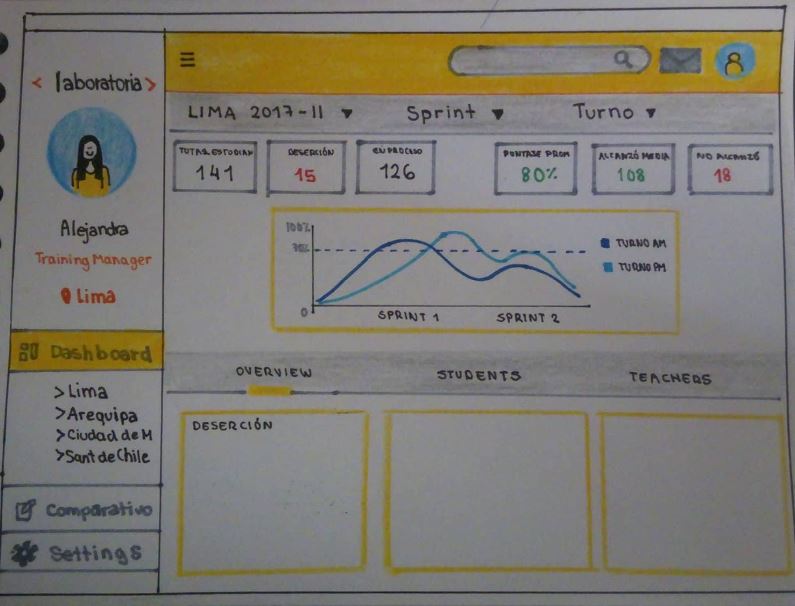 < laboratoria >
Alejandra
Training Manager
Lima
Dashboard
>Lima
>Arequipa
>Ciudad de M
>Sant de Chile
Comparativo
Settings
LIMA 2017-II ▼ Sprint ▼ Turno ▼
TOTAL ESTUDIAN
141
DESERCIÓN
15
EN PROCESO
126
PUNTAJE PROM
80%
ALCANZÓ MEDIA
108
NO ALCANZÓ
18
100%
70%
0
SPRINT 1 SPRINT 2
TURNO AM
TURNO PM
OVERVIEW STUDENTS TEACHERS
DESERCIÓN